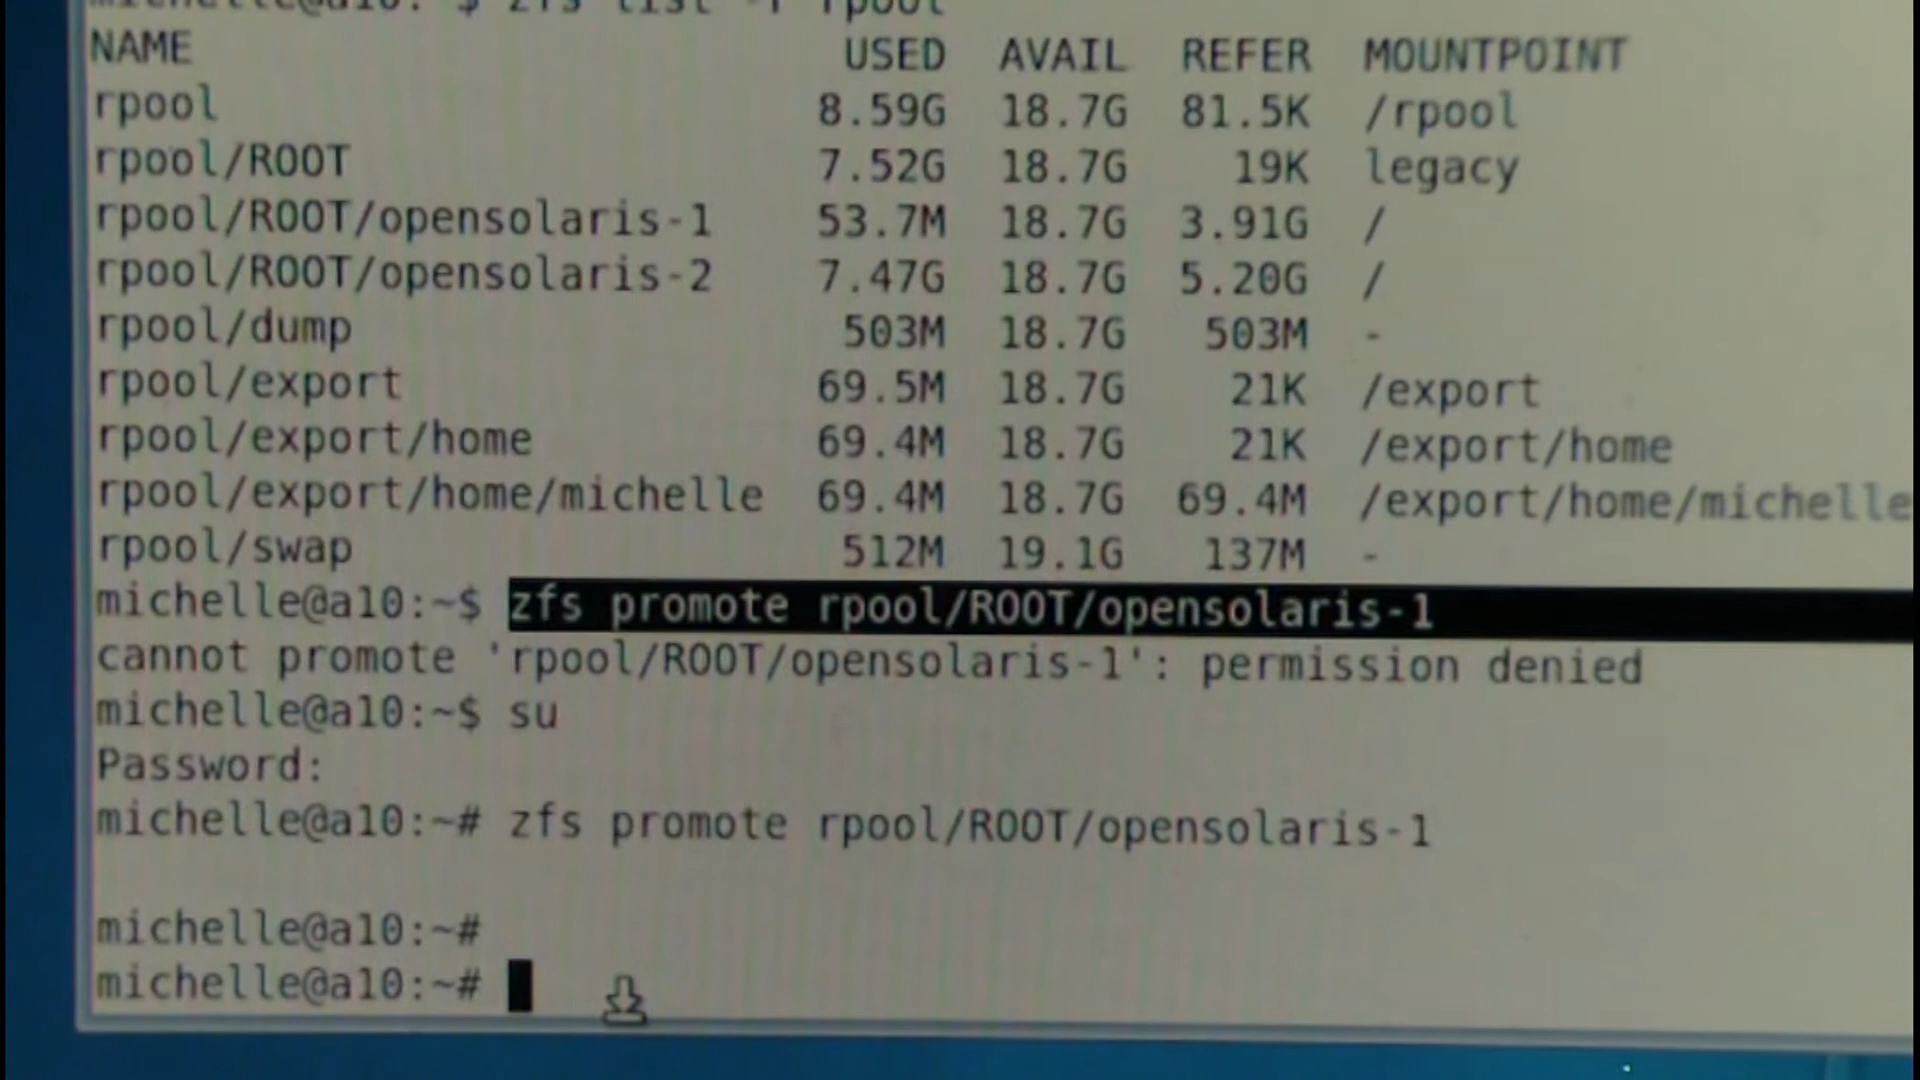 michelle@a10:~$ zfs list -r rpool
NAME USED AVAIL REFER MOUNTPOINT
rpool 8.59G 18.7G 81.5K /rpool
rpool/ROOT 7.52G 18.7G 19K legacy
rpool/ROOT/opensolaris-1 53.7M 18.7G 3.91G /
rpool/ROOT/opensolaris-2 7.47G 18.7G 5.20G /
rpool/dump 503M 18.7G 503M -
rpool/export 69.5M 18.7G 21K /export
rpool/export/home 69.4M 18.7G 21K /export/home
rpool/export/home/michelle 69.4M 18.7G 69.4M /export/home/michelle
rpool/swap 512M 19.1G 137M -
michelle@a10:~$ zfs promote rpool/ROOT/opensolaris-1
cannot promote 'rpool/ROOT/opensolaris-1': permission denied
michelle@a10:~$ su
Password:
michelle@a10:~# zfs promote rpool/ROOT/opensolaris-1
michelle@a10:~#
michelle@a10:~#